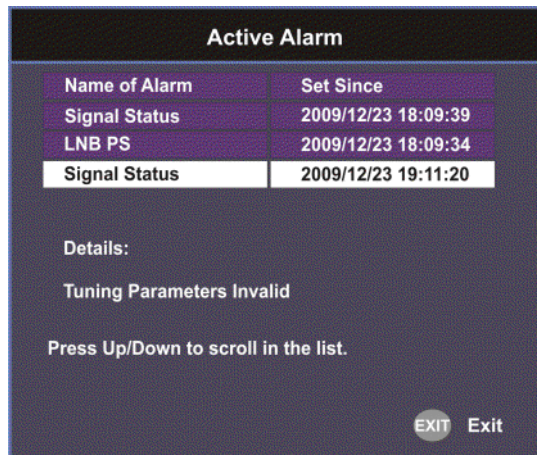 Active Alarm
Name of Alarm Set Since
Signal Status 2009/12/23 18:09:39
LNB PS 2009/12/23 18:09:34
Signal Status 2009/12/23 19:11:20
Details:
Tuning Parameters Invalid
Press Up/Down to scroll in the list.
EXIT Exit